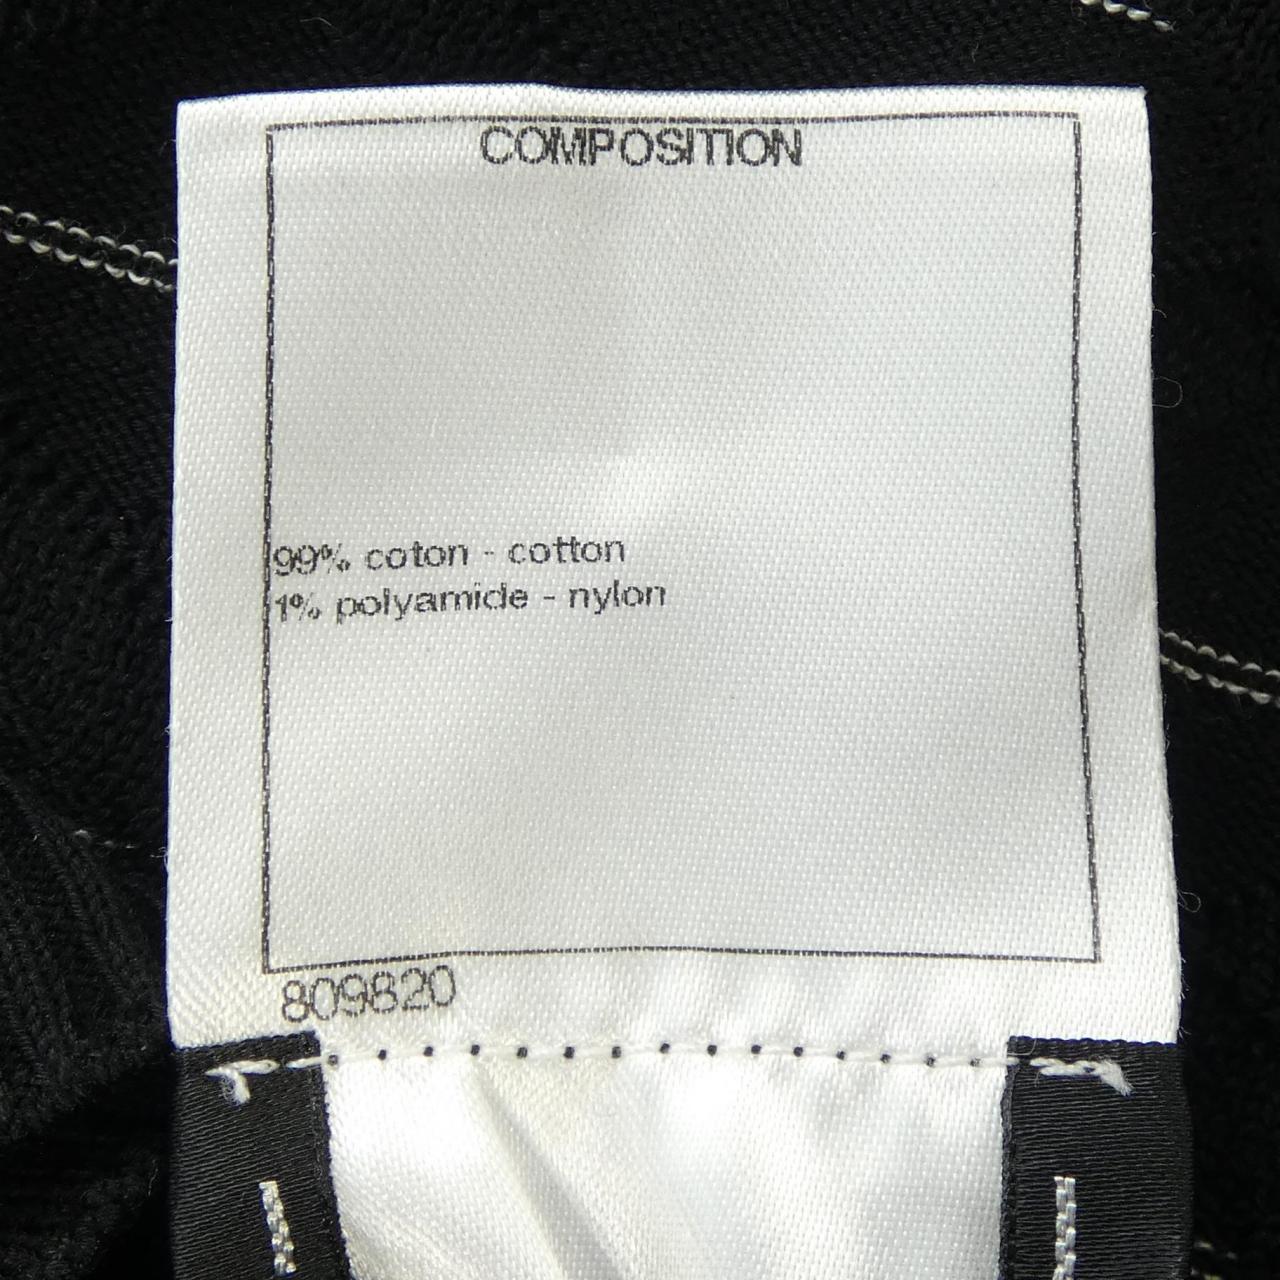 COMPOSITION
99% coton - cotton
1% polyamide - nylon
809820